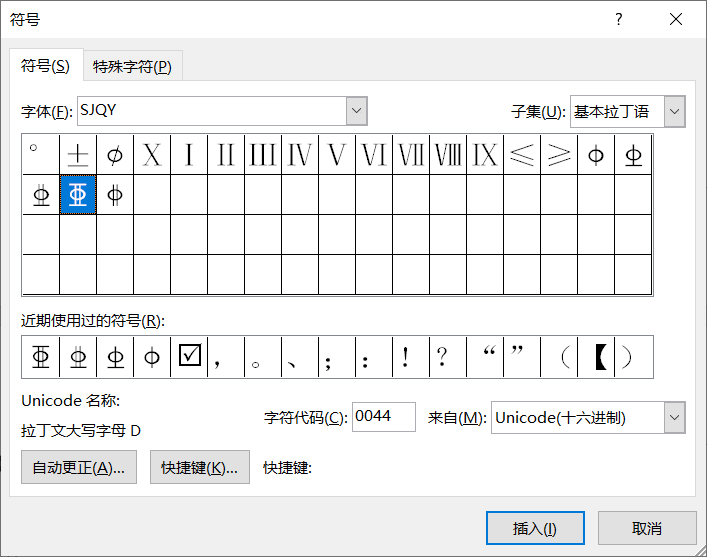 符号
?
符号(S) 特殊字符(P)
字体(F): SJQY 子集(U): 基本拉丁语
° ± ϕ Ⅹ Ⅰ Ⅱ Ⅲ Ⅳ Ⅴ Ⅵ Ⅶ Ⅷ Ⅸ ≤ ≥ ϕ
近期使用过的符号(R):
ϕ ☑ , 。 、 ; : ! ? “ ” ( 【 )
Unicode 名称:
拉丁文大写字母 D
字符代码(C): 0044 来自(M): Unicode(十六进制)
自动更正(A)... 快捷键(K)... 快捷键:
插入(I) 取消